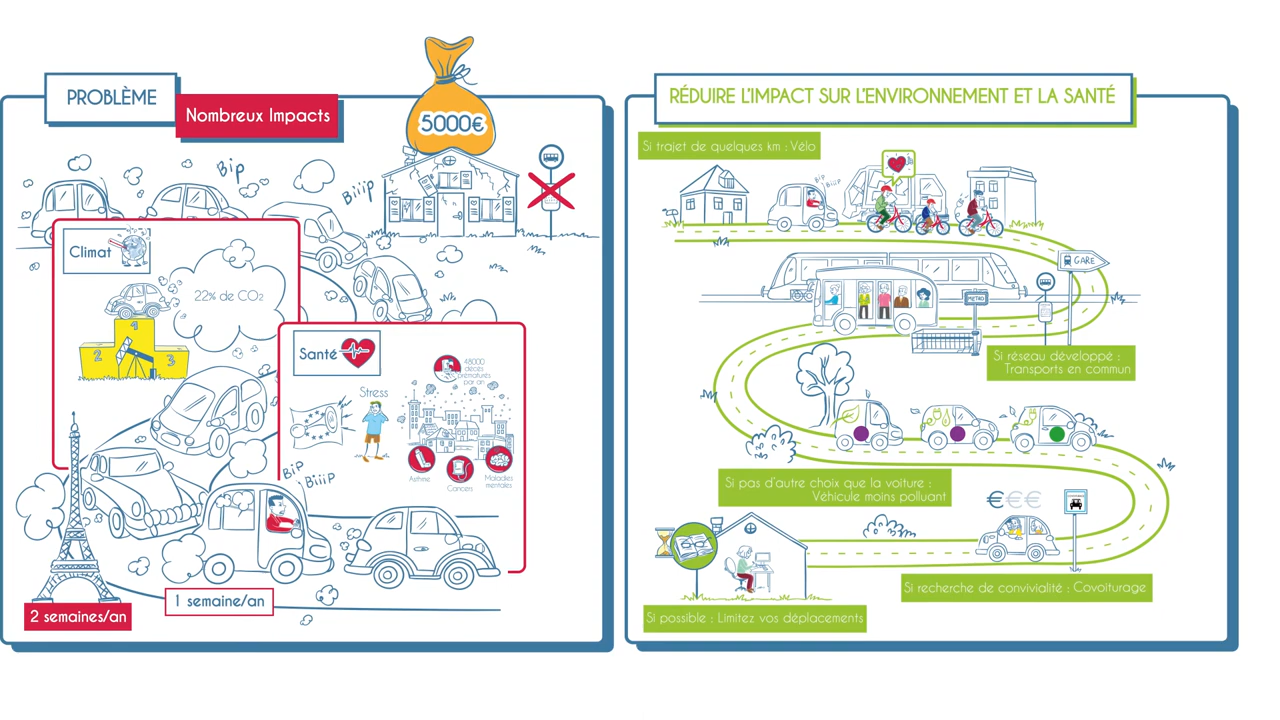 PROBLÈME
Nombreux Impacts
5000€
Bip
Biiip
Climat
22% de CO2
1
2
3
Santé
48000
décès
prématurés
par an
Stress
Asthme
Cancers
Maladies
mentales
Bip
Biiip
1 semaine/an
2 semaines/an
RÉDUIRE L'IMPACT SUR L'ENVIRONNEMENT ET LA SANTÉ
Si trajet de quelques km : Vélo
Bip
Biiip
GARE
METRO
Si réseau développé :
Transports en commun
Si pas d'autre choix que la voiture :
Véhicule moins polluant
€€€
Si recherche de convivialité : Covoiturage
Si possible : Limitez vos déplacements